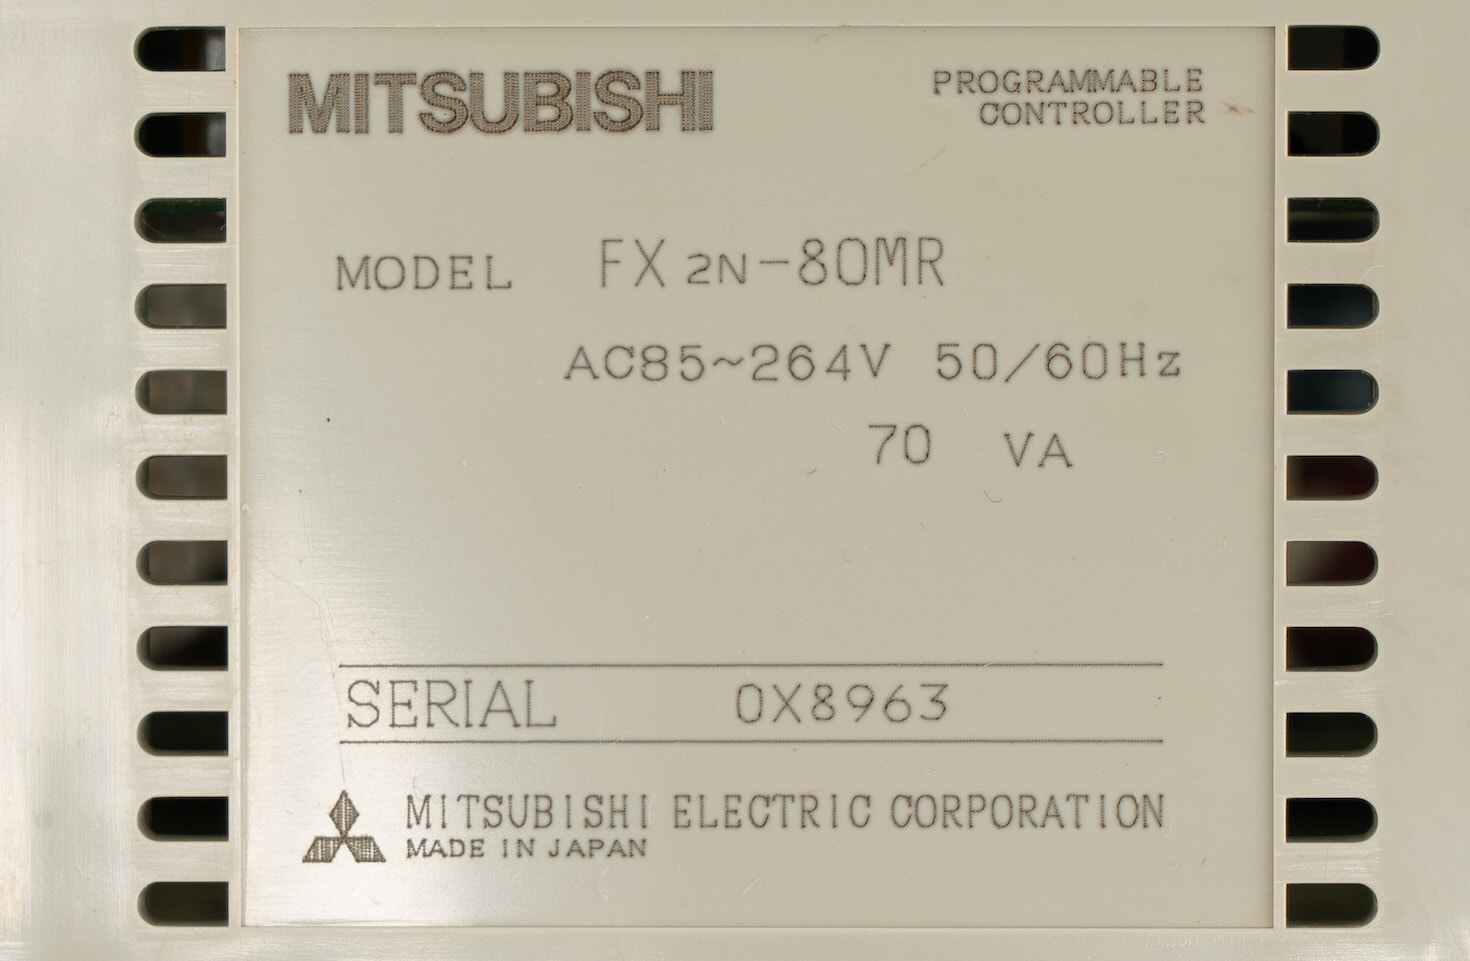 MITSUBISHI
PROGRAMMABLE
CONTROLLER
MODEL FX2N-80MR
AC85~264V 50/60Hz
70 VA
SERIAL 0X8963
MITSUBISHI ELECTRIC CORPORATION
MADE IN JAPAN